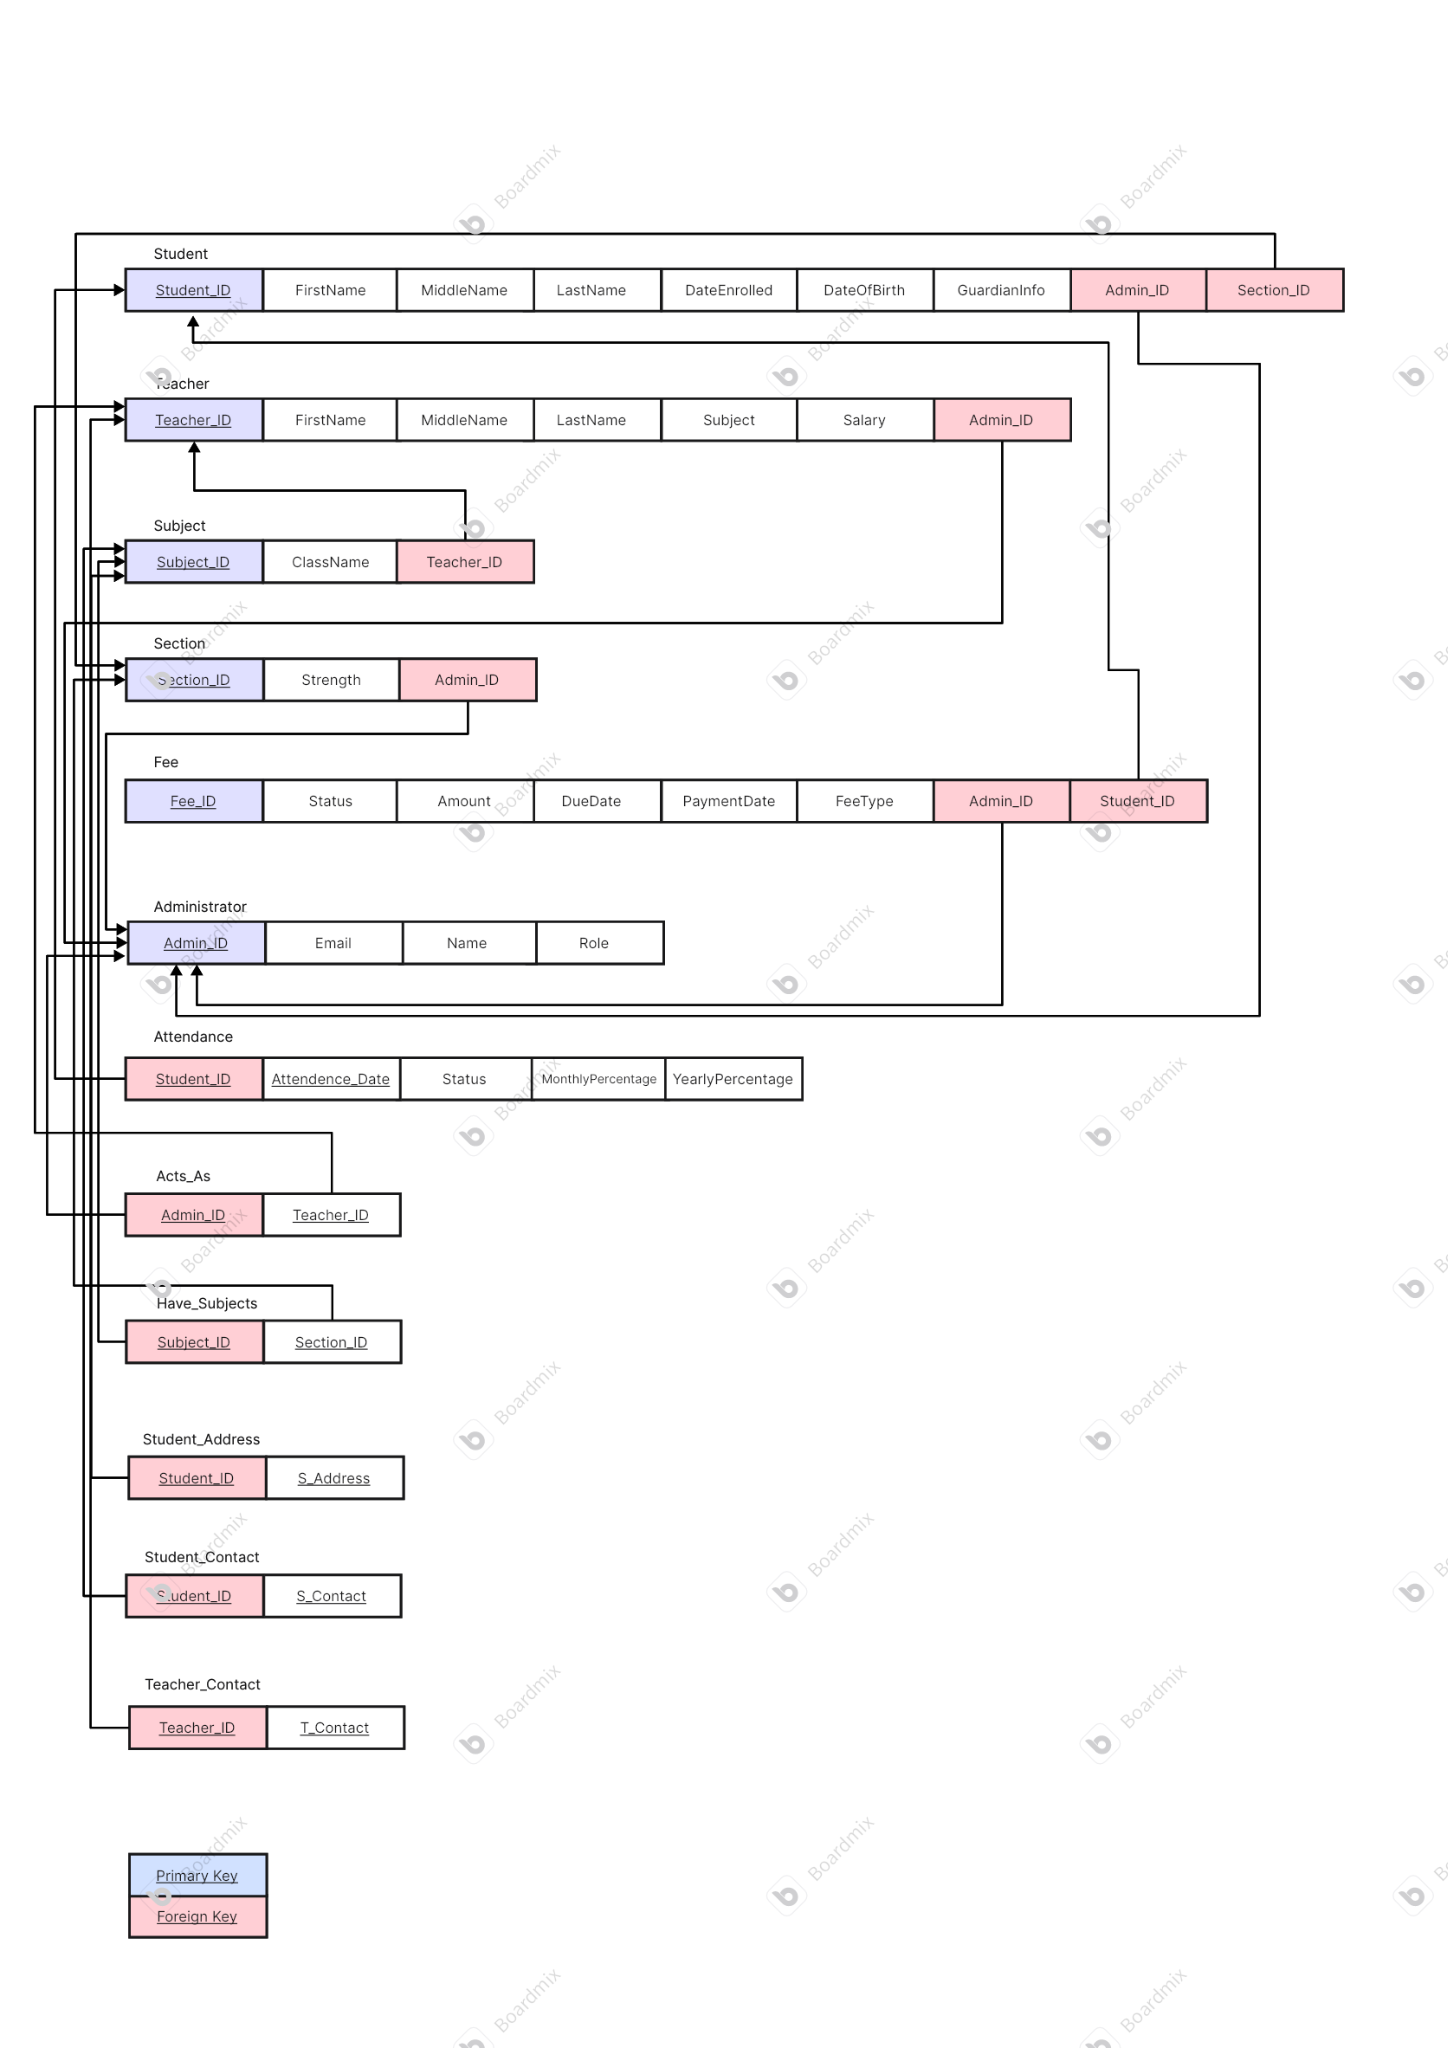 Student
Student_ID FirstName MiddleName LastName DateEnrolled DateOfBirth GuardianInfo Admin_ID Section_ID
Teacher
Teacher_ID FirstName MiddleName LastName Subject Salary Admin_ID
Subject
Subject_ID ClassName Teacher_ID
Section
Section_ID Strength Admin_ID
Fee
Fee_ID Status Amount DueDate PaymentDate FeeType Admin_ID Student_ID
Administrator
Admin_ID Email Name Role
Attendance
Student_ID Attendence_Date Status MonthlyPercentage YearlyPercentage
Acts_As
Admin_ID Teacher_ID
Have_Subjects
Subject_ID Section_ID
Student_Address
Student_ID S_Address
Student_Contact
Student_ID S_Contact
Teacher_Contact
Teacher_ID T_Contact
Primary Key
Foreign Key
Boardmix